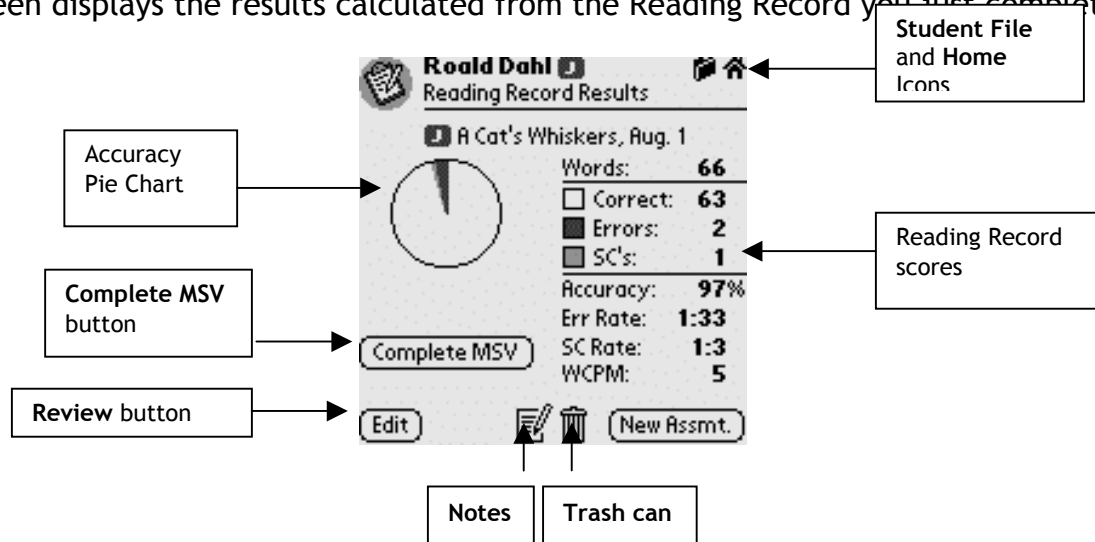 een displays the results calculated from the Reading Record you just complet
Student File
and Home
Icons
Roald Dahl J
Reading Record Results
J A Cat's Whiskers, Aug. 1
Accuracy
Pie Chart
Words: 66
Correct: 63
Errors: 2
SC's: 1
Reading Record
scores
Accuracy: 97%
Err Rate: 1:33
SC Rate: 1:3
WCPM: 5
Complete MSV
button
Complete MSV
Review button
Edit
New Assmt.
Notes
Trash can